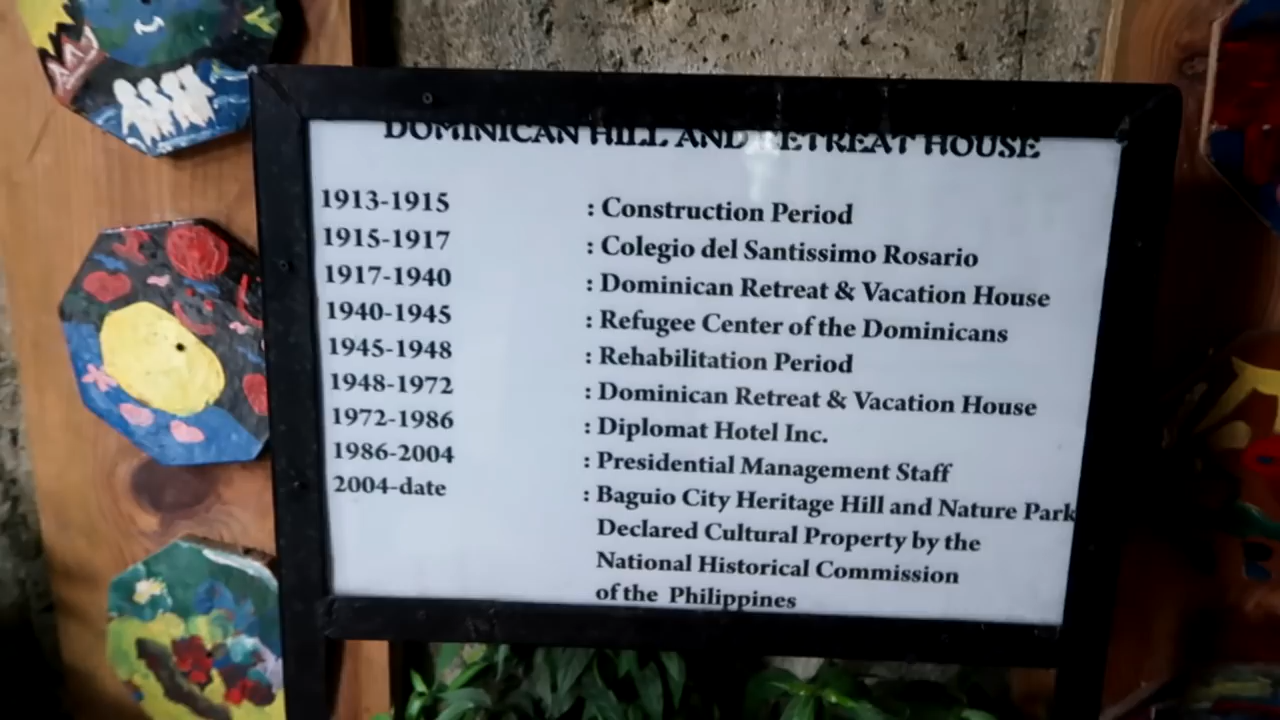 DOMINICAN HILL AND RETREAT HOUSE
1913-1915 : Construction Period
1915-1917 : Colegio del Santissimo Rosario
1917-1940 : Dominican Retreat & Vacation House
1940-1945 : Refugee Center of the Dominicans
1945-1948 : Rehabilitation Period
1948-1972 : Dominican Retreat & Vacation House
1972-1986 : Diplomat Hotel Inc.
1986-2004 : Presidential Management Staff
2004-date : Baguio City Heritage Hill and Nature Park
Declared Cultural Property by the
National Historical Commission
of the Philippines